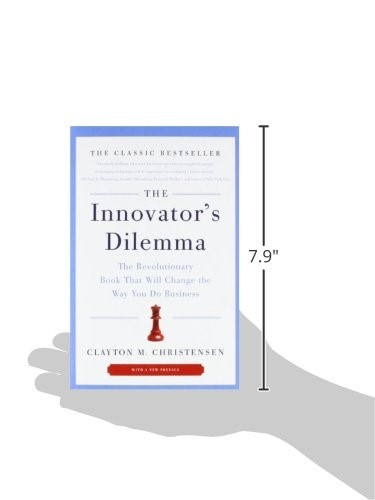 THE CLASSIC BESTSELLER
THE
Innovator's
Dilemma
The Revolutionary
Book That Will Change the
Way You Do Business
CLAYTON M. CHRISTENSEN
WITH A NEW PREFACE
7.9"